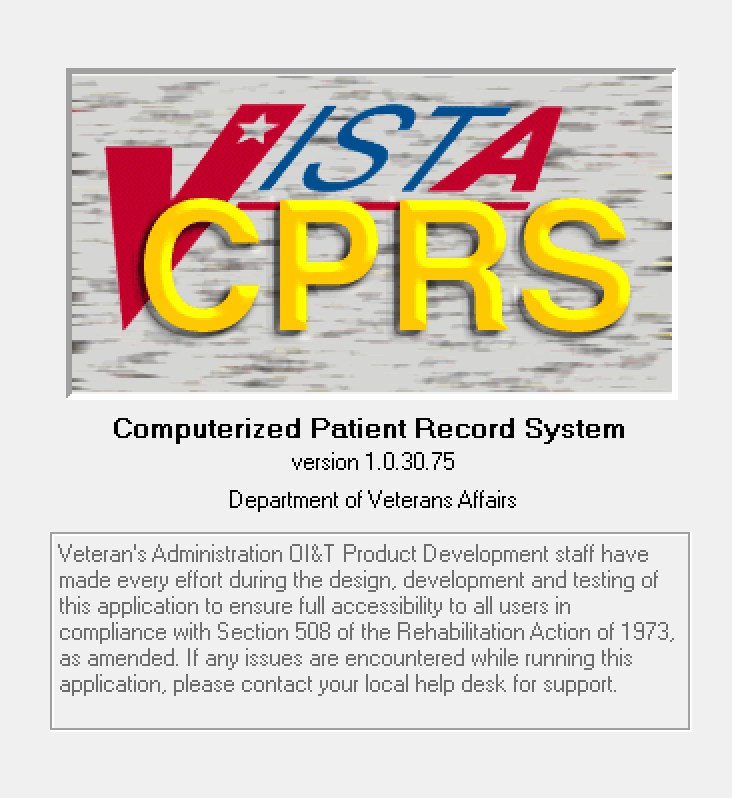 VISTA
CPRS
Computerized Patient Record System
version 1.0.30.75
Department of Veterans Affairs
Veteran's Administration OI&T Product Development staff have
made every effort during the design, development and testing of
this application to ensure full accessibility to all users in
compliance with Section 508 of the Rehabilitation Action of 1973,
as amended. If any issues are encountered while running this
application, please contact your local help desk for support.